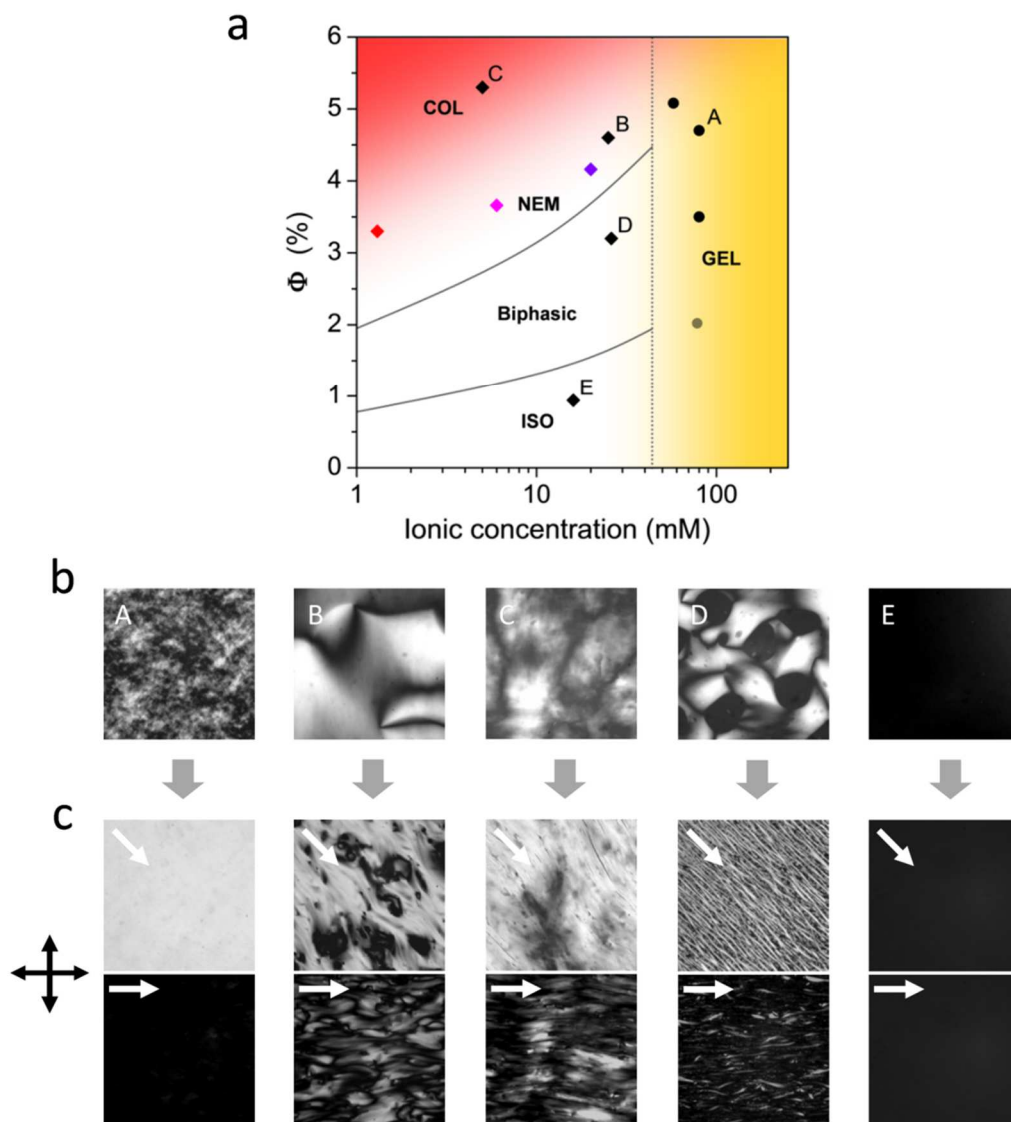 a
6
5
4
3
2
1
0
Φ (%)
C
COL
B
A
NEM
D
GEL
Biphasic
E
ISO
1 10 100
Ionic concentration (mM)
b
A B C D E
c